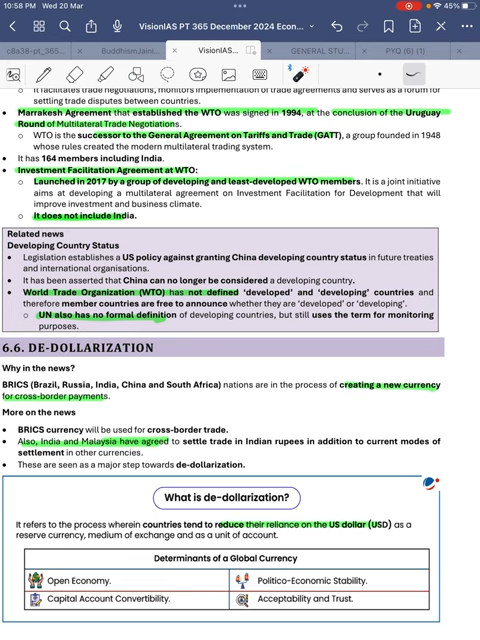 10:58 PM Wed 20 Mar
45%
VisionIAS PT 365 December 2024 Econ...
c8a38-pt_365...
BuddhismJaini...
VisionIAS...
GENERAL STU...
PYQ (6) (1)
o It facilitates trade negotiations, monitors implementation of trade agreements and serves as a forum for
settling trade disputes between countries.
• Marrakesh Agreement that established the WTO was signed in 1994, at the conclusion of the Uruguay
Round of Multilateral Trade Negotiations.
o WTO is the successor to the General Agreement on Tariffs and Trade (GATT), a group founded in 1948
whose rules created the modern multilateral trading system.
• It has 164 members including India.
• Investment Facilitation Agreement at WTO:
o Launched in 2017 by a group of developing and least-developed WTO members. It is a joint initiative
aims at developing a multilateral agreement on Investment Facilitation for Development that will
improve investment and business climate.
o It does not include India.
Related news
Developing Country Status
• Legislation establishes a US policy against granting China developing country status in future treaties
and international organisations.
• It has been asserted that China can no longer be considered a developing country.
• World Trade Organization (WTO) has not defined 'developed' and 'developing' countries and
therefore member countries are free to announce whether they are 'developed' or 'developing'.
o UN also has no formal definition of developing countries, but still uses the term for monitoring
purposes.
6.6. DE-DOLLARIZATION
Why in the news?
BRICS (Brazil, Russia, India, China and South Africa) nations are in the process of creating a new currency
for cross-border payments.
More on the news
• BRICS currency will be used for cross-border trade.
• Also, India and Malaysia have agreed to settle trade in Indian rupees in addition to current modes of
settlement in other currencies.
• These are seen as a major step towards de-dollarization.
What is de-dollarization?
It refers to the process wherein countries tend to reduce their reliance on the US dollar (USD) as a
reserve currency, medium of exchange and as a unit of account.
Determinants of a Global Currency
Open Economy.
Politico-Economic Stability.
Capital Account Convertibility.
Acceptability and Trust.